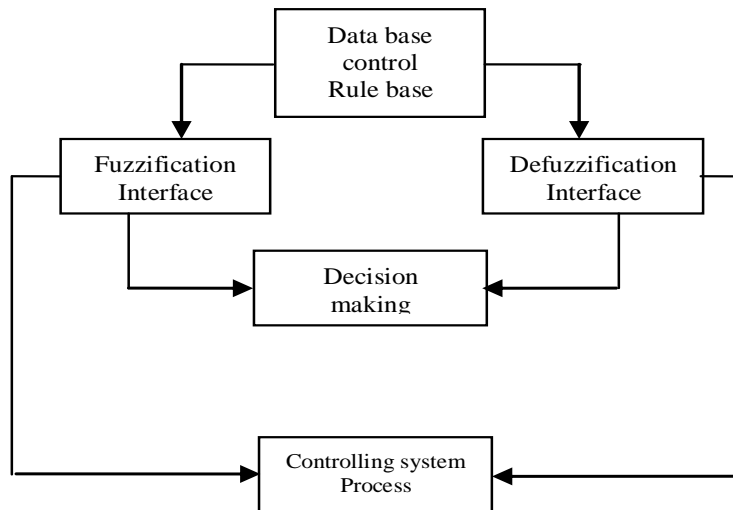 Data base
control
Rule base
Fuzzification
Interface
Defuzzification
Interface
Decision
making
Controlling system
Process